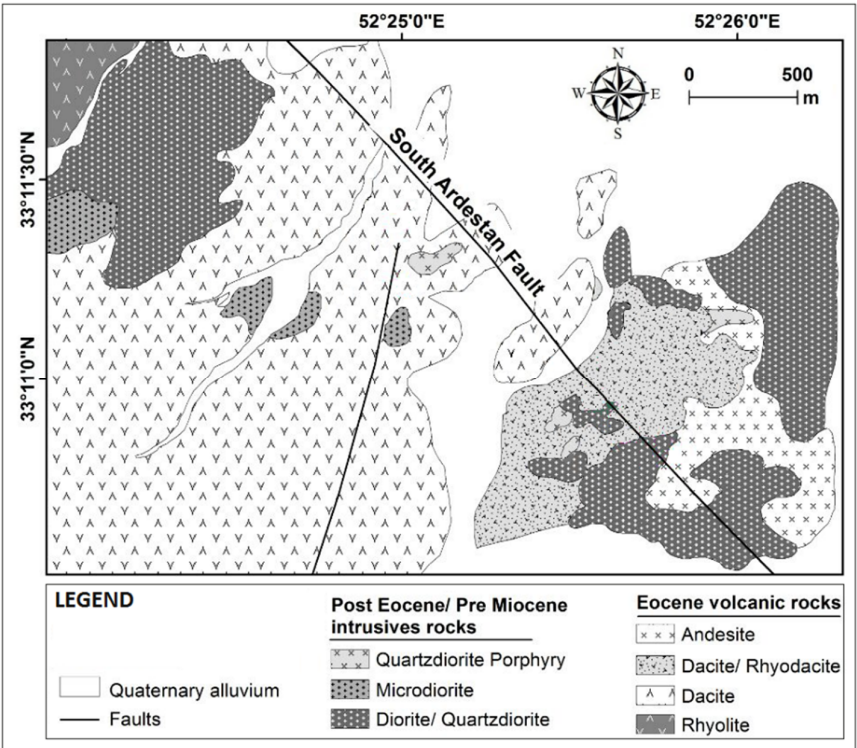 52°25'0"E 52°26'0"E
N
W E
S
0 500
m
33°11'30"N
South Ardestan Fault
33°11'0"N
LEGEND
Quaternary alluvium
Faults
Post Eocene/ Pre Miocene
intrusives rocks
Quartzdiorite Porphyry
Microdiorite
Diorite/ Quartzdiorite
Eocene volcanic rocks
Andesite
Dacite/ Rhyodacite
Dacite
Rhyolite